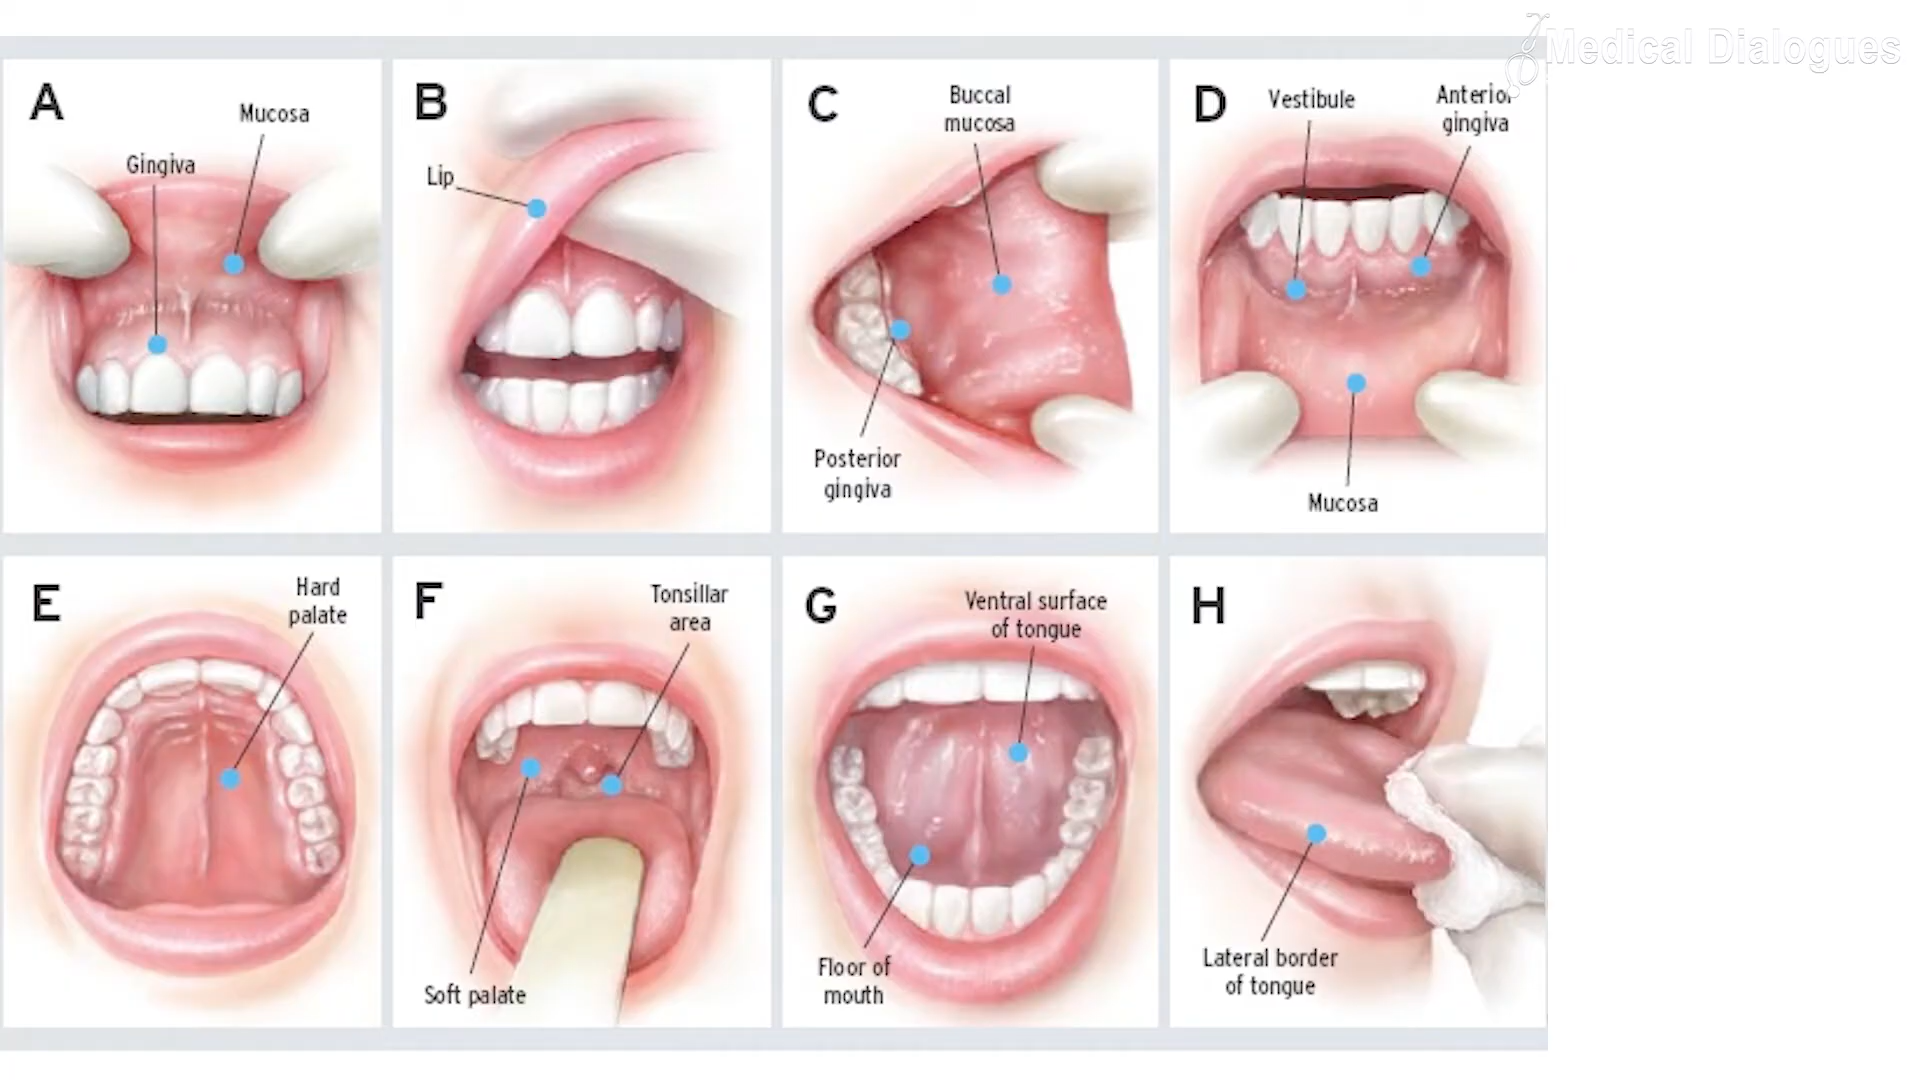 Medical Dialogues
A
Mucosa
Gingiva
B
Lip
C
Buccal
mucosa
Posterior
gingiva
D
Vestibule
Anterior
gingiva
Mucosa
E
Hard
palate
F
Tonsillar
area
Soft palate
G
Ventral surface
of tongue
Floor of
mouth
H
Lateral border
of tongue